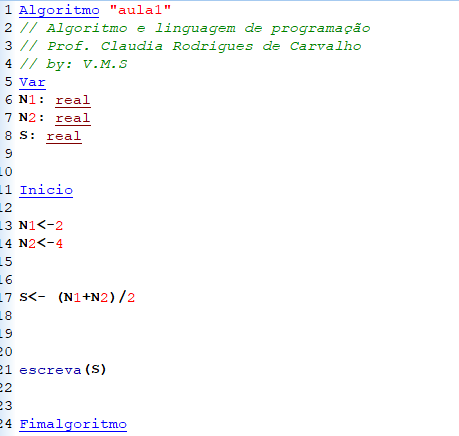 1 Algoritmo "aula1"
2 // Algoritmo e linguagem de programação
3 // Prof. Claudia Rodrigues de Carvalho
4 // by: V.M.S
5 Var
6 N1: real
7 N2: real
8 S: real
9
10
11 Inicio
12
13 N1<-2
14 N2<-4
15
16
17 S<- (N1+N2)/2
18
19
20
21 escreva(S)
22
23
24 Fimalgoritmo